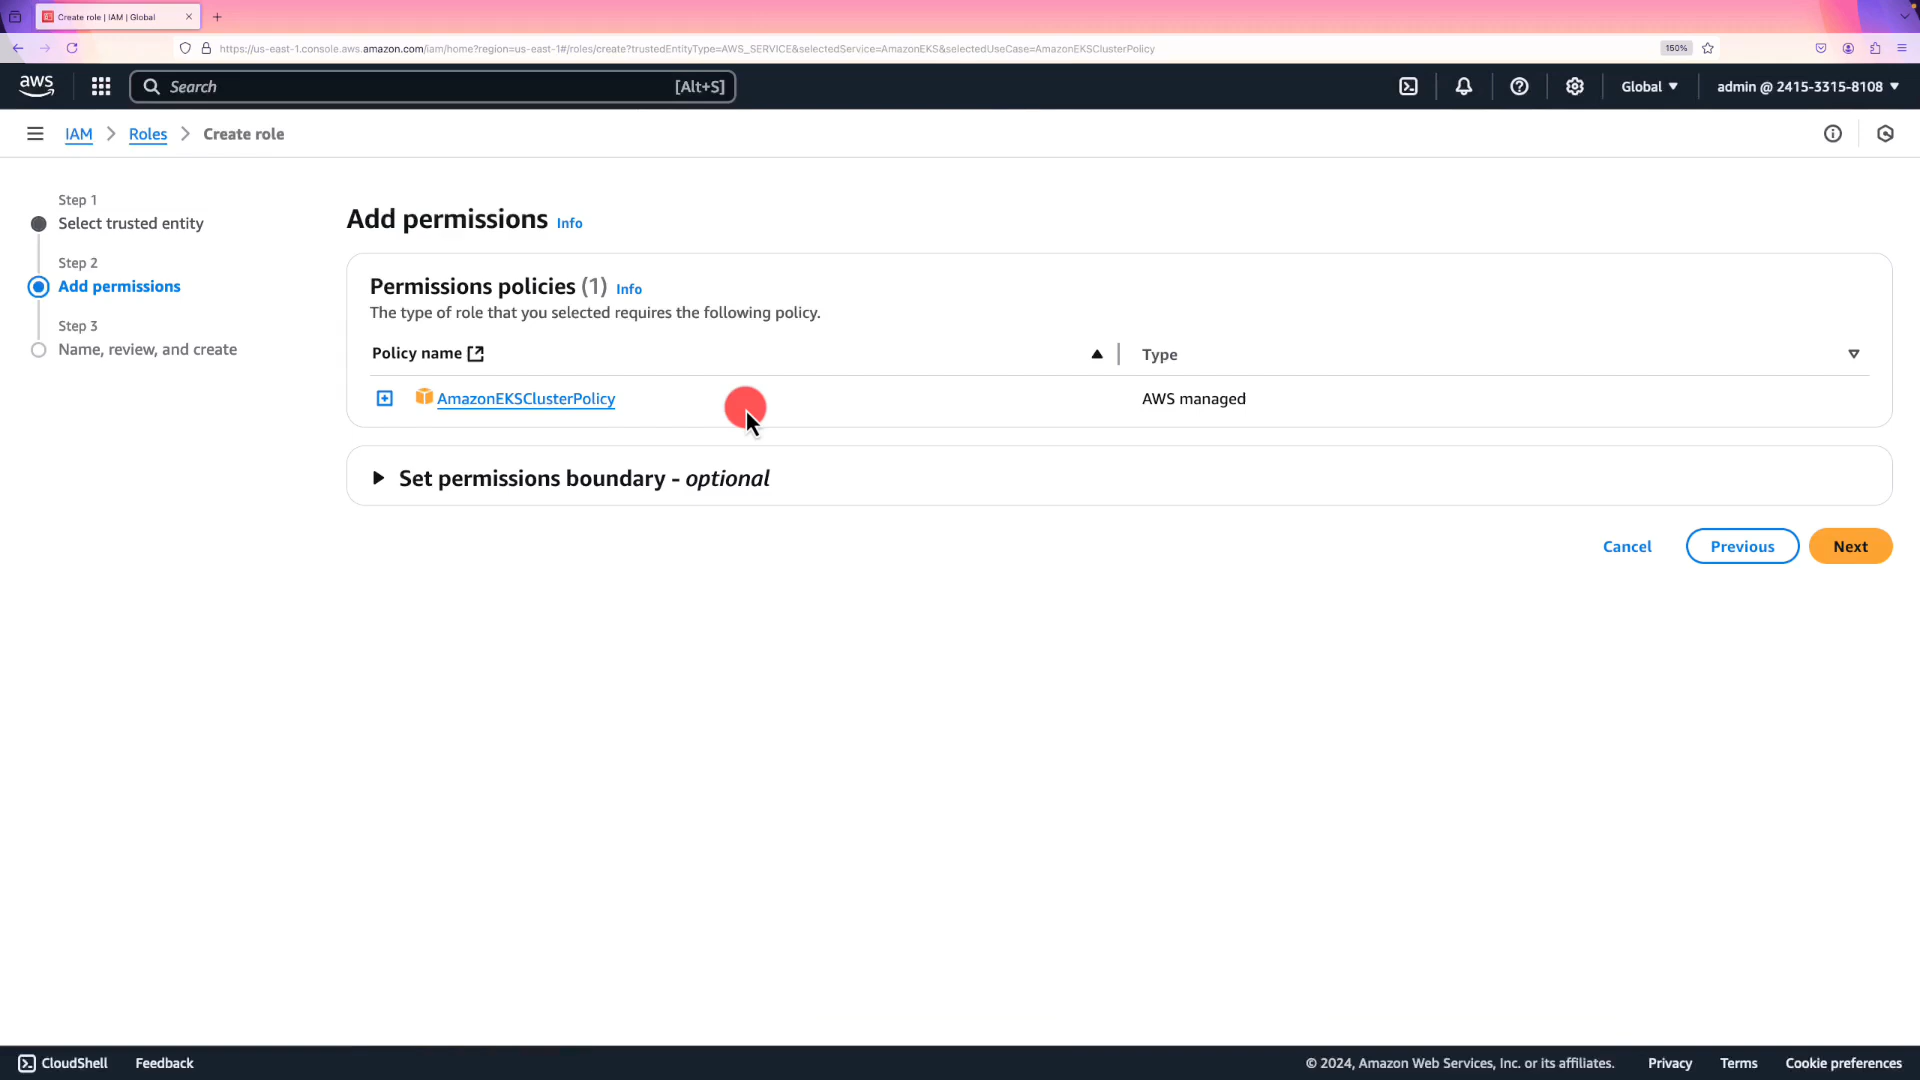 Create role | IAM | Global
https://us-east-1.console.aws.amazon.com/iam/home?region=us-east-1#/roles/create?trustedEntityType=AWS_SERVICE&selectedService=AmazonEKS&selectedUseCase=AmazonEKSClusterPolicy
150%
aws
Search
[Alt+S]
Global
admin @ 2415-3315-8108
IAM > Roles > Create role
Step 1
Select trusted entity
Step 2
Add permissions
Step 3
Name, review, and create
Add permissions Info
Permissions policies (1) Info
The type of role that you selected requires the following policy.
Policy name
Type
AmazonEKSClusterPolicy
AWS managed
Set permissions boundary - optional
Cancel
Previous
Next
CloudShell
Feedback
© 2024, Amazon Web Services, Inc. or its affiliates.
Privacy
Terms
Cookie preferences